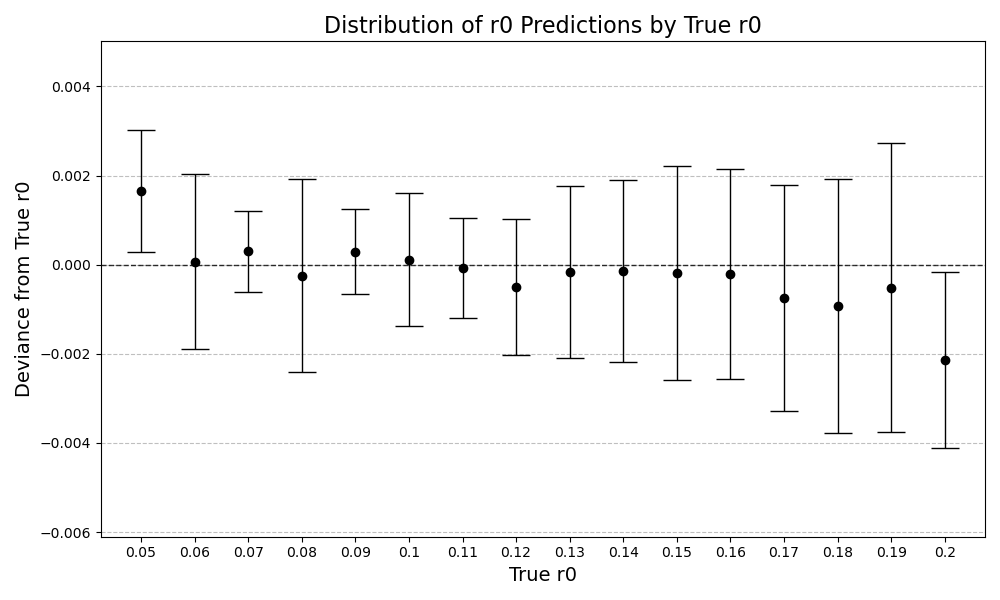 Distribution of r0 Predictions by True r0
Deviance from True r0
0.004
0.002
0.000
−0.002
−0.004
−0.006
0.05 0.06 0.07 0.08 0.09 0.1 0.11 0.12 0.13 0.14 0.15 0.16 0.17 0.18 0.19 0.2
True r0